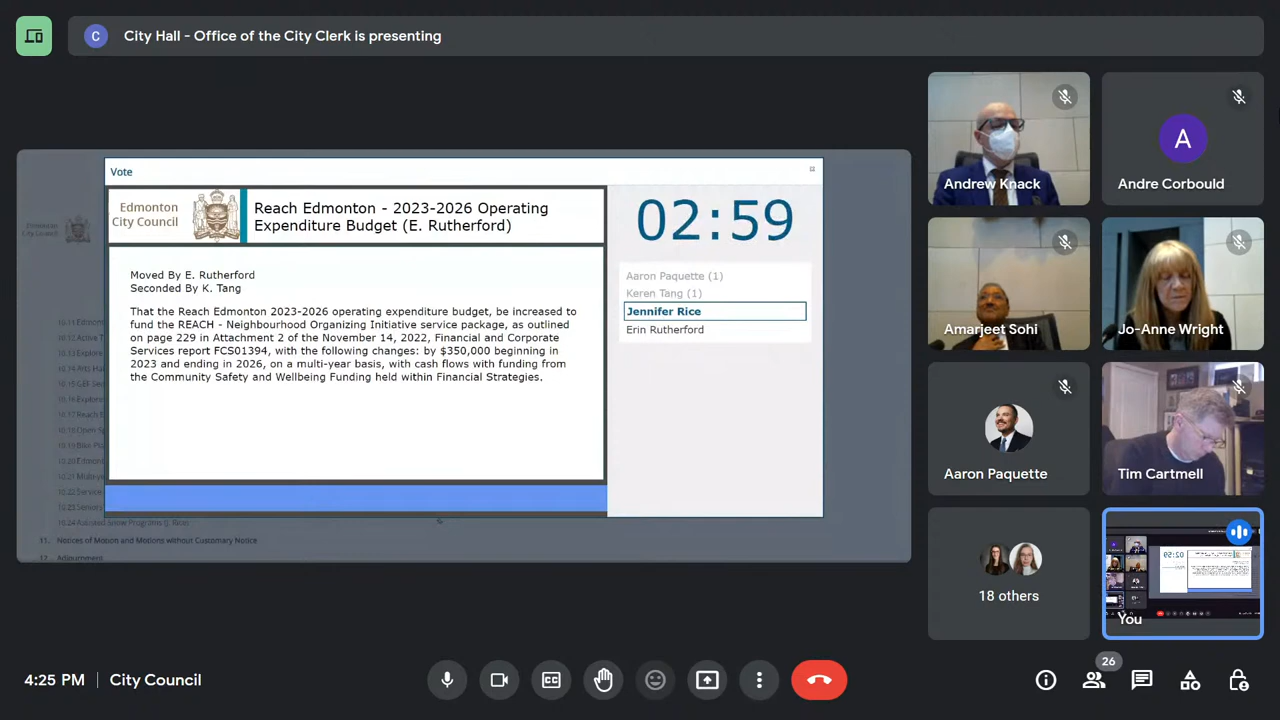 City Hall - Office of the City Clerk is presenting
Vote
Edmonton
City Council
Reach Edmonton - 2023-2026 Operating
Expenditure Budget (E. Rutherford)
Moved By E. Rutherford
Seconded By K. Tang
That the Reach Edmonton 2023-2026 operating expenditure budget, be increased to
fund the REACH - Neighbourhood Organizing Initiative service package, as outlined
on page 229 in Attachment 2 of the November 14, 2022, Financial and Corporate
Services report FCS01394, with the following changes: by $350,000 beginning in
2023 and ending in 2026, on a multi-year basis, with cash flows with funding from
the Community Safety and Wellbeing Funding held within Financial Strategies.
02:59
Aaron Paquette (1)
Keren Tang (1)
Jennifer Rice
Erin Rutherford
11. Notices of Motion and Motions without Customary Notice
12. Adjournment
C
Andrew Knack
A
Andre Corbould
Amarjeet Sohi
Jo-Anne Wright
Aaron Paquette
Tim Cartmell
18 others
You
4:25 PM | City Council
CC
26